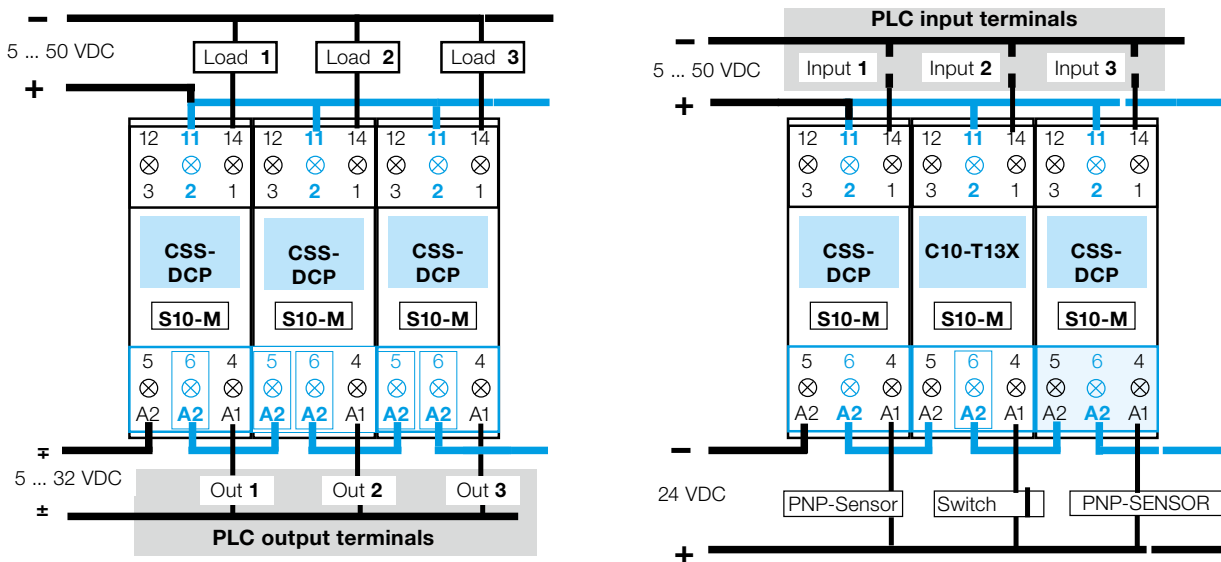 −
5 ... 50 VDC
+
Load 1
Load 2
Load 3
12 11 14 12 11 14 12 11 14
3 2 1 3 2 1 3 2 1
CSS-
DCP
CSS-
DCP
CSS-
DCP
S10-M
S10-M
S10-M
5 6 4 5 6 4 5 6 4
A2 A2 A1 A2 A2 A1 A2 A2 A1
∓
5 ... 32 VDC
±
Out 1
Out 2
Out 3
PLC output terminals
PLC input terminals
−
5 ... 50 VDC
+
Input 1
Input 2
Input 3
12 11 14 12 11 14 12 11 14
3 2 1 3 2 1 3 2 1
CSS-
DCP
C10-T13X
CSS-
DCP
S10-M
S10-M
S10-M
5 6 4 5 6 4 5 6 4
A2 A2 A1 A2 A2 A1 A2 A2 A1
−
24 VDC
+
PNP-Sensor
Switch
PNP-SENSOR